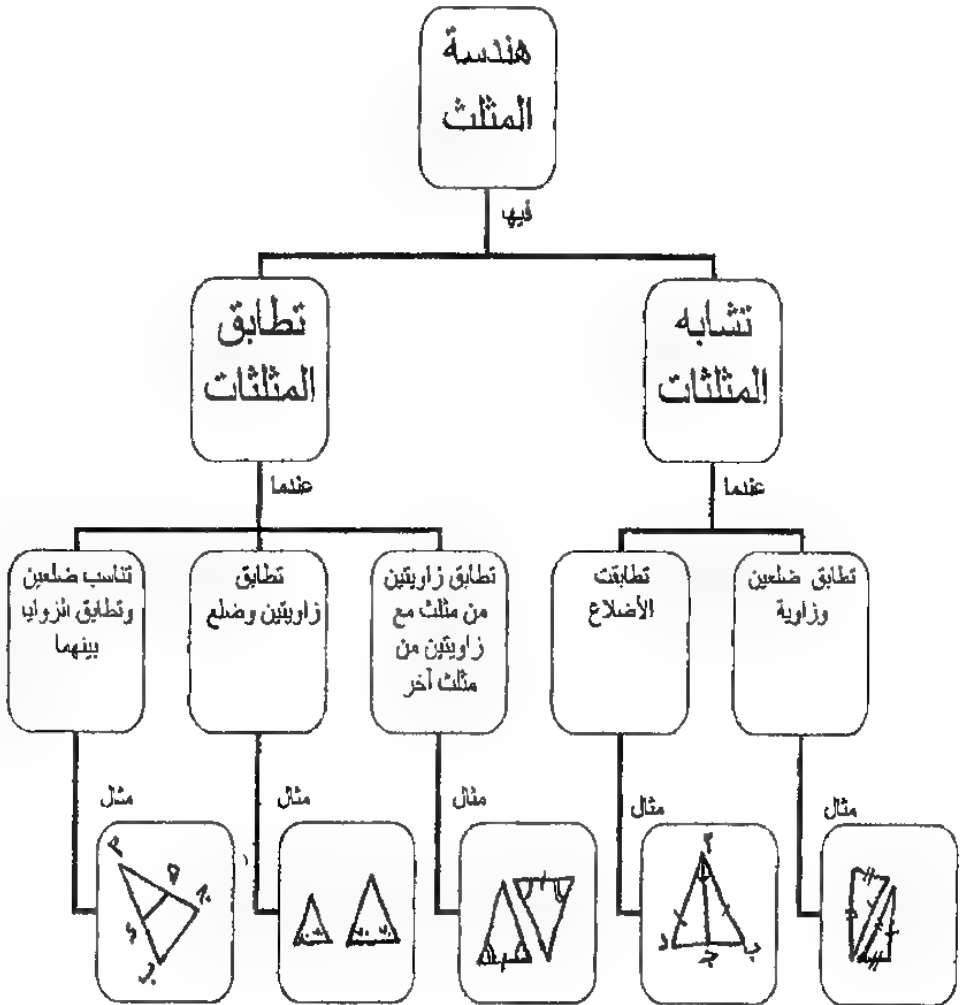 هندسة
المثلث
فيها
تشابه
المثلثات
تطابق
المثلثات
عندما
عندما
تطابق ضلعين
وزاوية
تطابقت
الأضلاع
تطابق زاويتين
من مثلث مع
زاويتين من
مثلث آخر
تطابق
زاويتين وضلع
تناسب ضلعين
وتطابق الزوايا
بينهما
مثال
مثال
مثال
مثال
مثال
د
ج
ب
ب